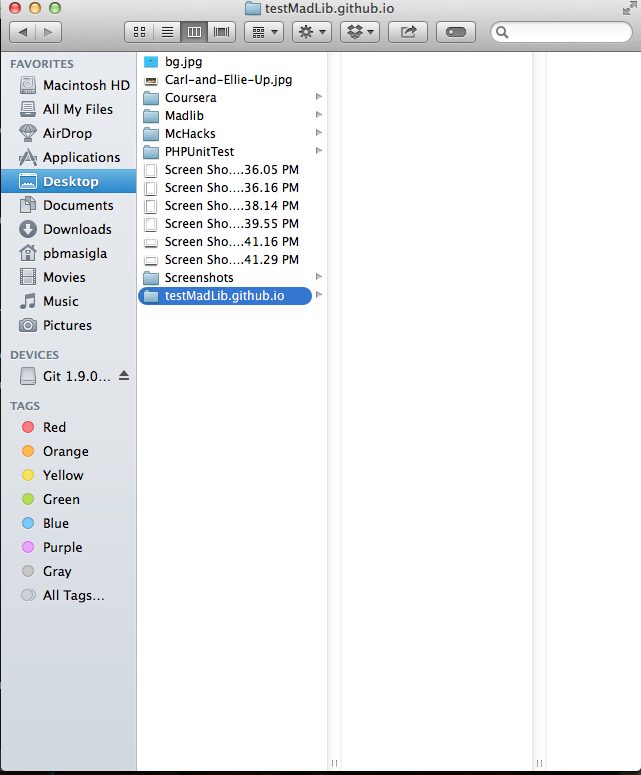 testMadLib.github.io
FAVORITES
Macintosh HD
All My Files
AirDrop
Applications
Desktop
Documents
Downloads
pbmasigla
Movies
Music
Pictures
DEVICES
Git 1.9.0...
TAGS
Red
Orange
Yellow
Green
Blue
Purple
Gray
All Tags...
bg.jpg
Carl-and-Ellie-Up.jpg
Coursera
Madlib
McHacks
PHPUnitTest
Screen Sho....36.05 PM
Screen Sho....36.16 PM
Screen Sho....38.14 PM
Screen Sho....39.55 PM
Screen Sho....41.16 PM
Screen Sho....41.29 PM
Screenshots
testMadLib.github.io